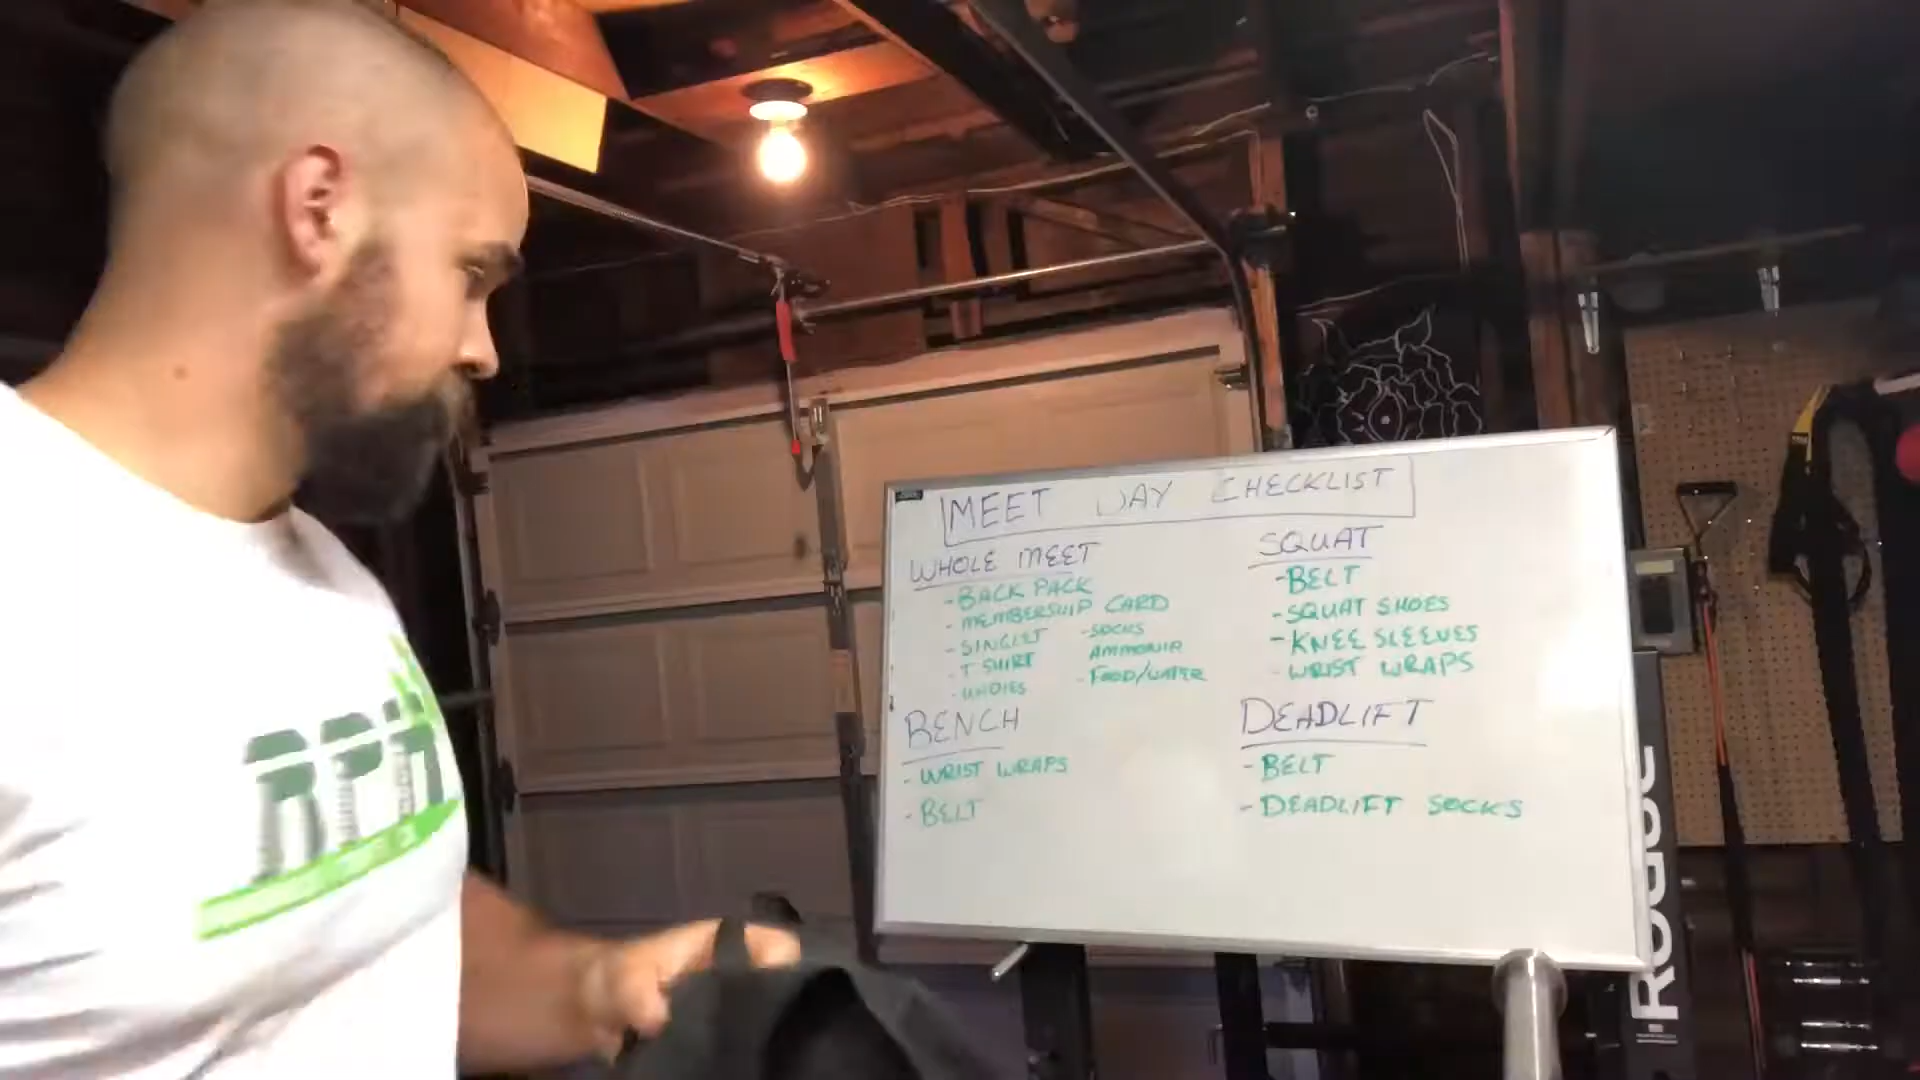 MEET DAY CHECKLIST
WHOLE MEET
- BACK PACK
- MEMBERSHIP CARD
- SINGLET
- T SHIRT
- UNDIES
- SOCKS
AMMONIA
- FOOD/WATER
SQUAT
- BELT
- SQUAT SHOES
- KNEE SLEEVES
- WRIST WRAPS
BENCH
- WRIST WRAPS
- BELT
DEADLIFT
- BELT
- DEADLIFT SOCKS
ROGUE